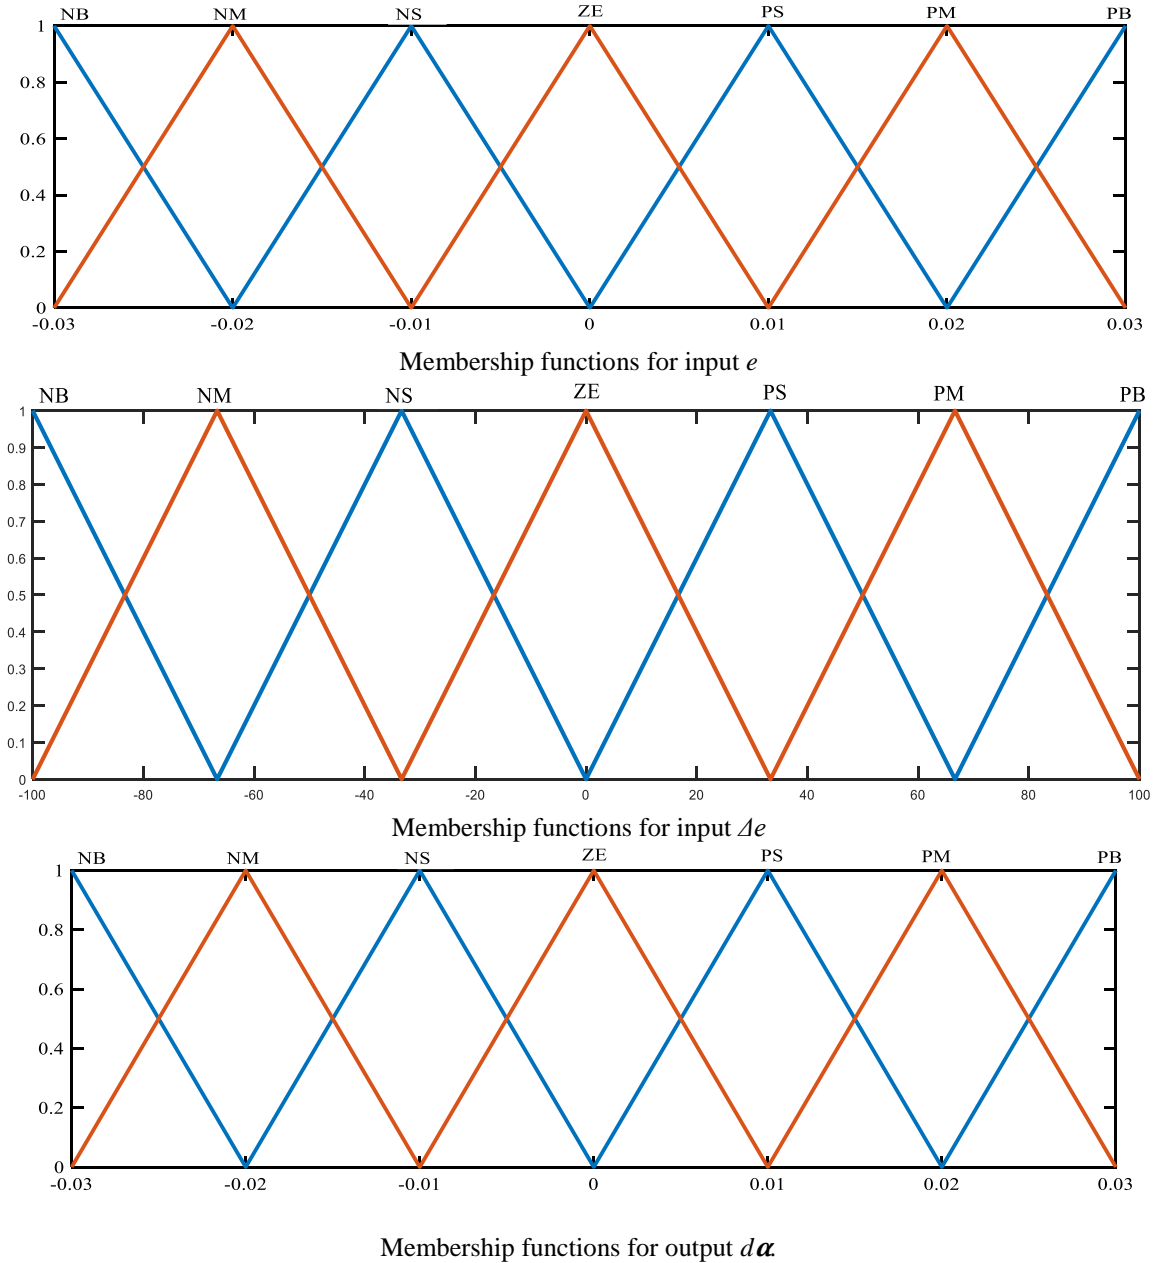 NB NM NS ZE PS PM PB
1
0.8
0.6
0.4
0.2
0
-0.03 -0.02 -0.01 0 0.01 0.02 0.03
Membership functions for input e
NB NM NS ZE PS PM PB
1
0.9
0.8
0.7
0.6
0.5
0.4
0.3
0.2
0.1
0
-100 -80 -60 -40 -20 0 20 40 60 80 100
Membership functions for input Δe
NB NM NS ZE PS PM PB
1
0.8
0.6
0.4
0.2
0
-0.03 -0.02 -0.01 0 0.01 0.02 0.03
Membership functions for output dα.